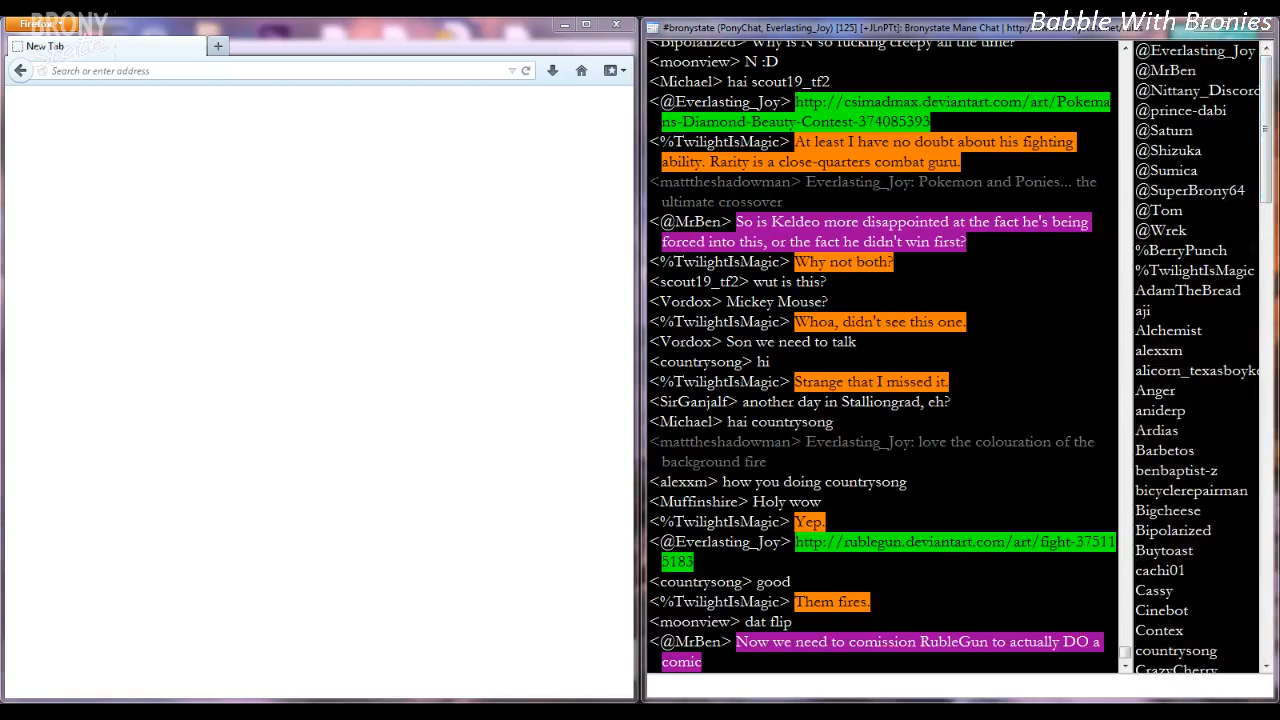 Babble With Bronies
BRONY
State
Firefox
New Tab
Search or enter address
#bronystate (PonyChat, Everlasting_Joy) [125] [+JLnPTt]: Bronystate Mane Chat | http://
<Bipolarized> Why is N so fucking creepy all the time?
<moonview> N :D
<Michael> hai scout19_tf2
<@Everlasting_Joy> http://csimadmax.deviantart.com/art/Pokema
ns-Diamond-Beauty-Contest-374085393
<%TwilightIsMagic> At least I have no doubt about his fighting
ability. Rarity is a close-quarters combat guru.
<matttheshadowman> Everlasting_Joy: Pokemon and Ponies... the
ultimate crossover
<@MrBen> So is Keldeo more disappointed at the fact he's being
forced into this, or the fact he didn't win first?
<%TwilightIsMagic> Why not both?
<scout19_tf2> wut is this?
<Vordox> Mickey Mouse?
<%TwilightIsMagic> Whoa, didn't see this one.
<Vordox> Son we need to talk
<countrysong> hi
<%TwilightIsMagic> Strange that I missed it.
<SirGanjalf> another day in Stalliongrad, eh?
<Michael> hai countrysong
<matttheshadowman> Everlasting_Joy: love the colouration of the
background fire
<alexxm> how you doing countrysong
<Muffinshire> Holy wow
<%TwilightIsMagic> Yep.
<@Everlasting_Joy> http://rublegun.deviantart.com/art/fight-37511
5183
<countrysong> good
<%TwilightIsMagic> Them fires.
<moonview> dat flip
<@MrBen> Now we need to comission RubleGun to actually DO a
comic
@Everlasting_Joy
@MrBen
@Nittany_Discord
@prince-dabi
@Saturn
@Shizuka
@Sumica
@SuperBrony64
@Tom
@Wrek
%BerryPunch
%TwilightIsMagic
AdamTheBread
aji
Alchemist
alexxm
alicorn_texasboyke
Anger
aniderp
Ardias
Barbetos
benbaptist-z
bicyclerepairman
Bigcheese
Bipolarized
Buytoast
cachi01
Cassy
Cinebot
Contex
countrysong
CrazyCherry